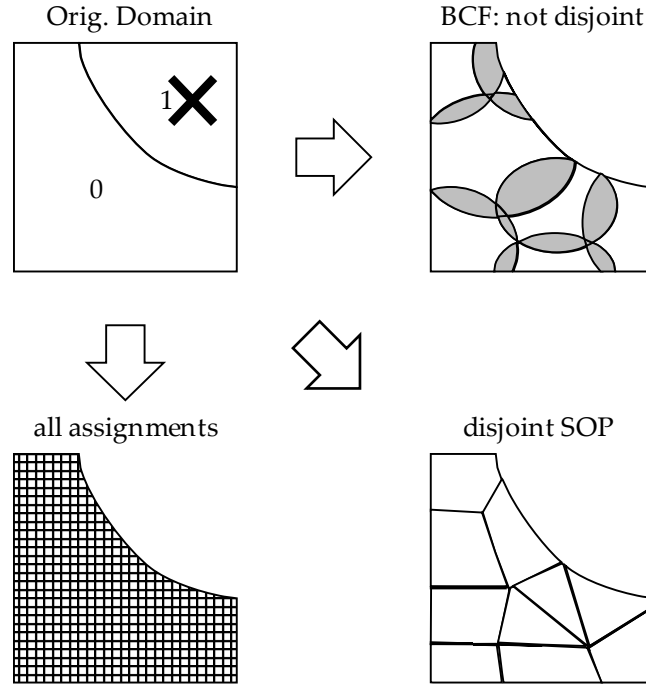 Orig. Domain
BCF: not disjoint
1
0
all assignments
disjoint SOP